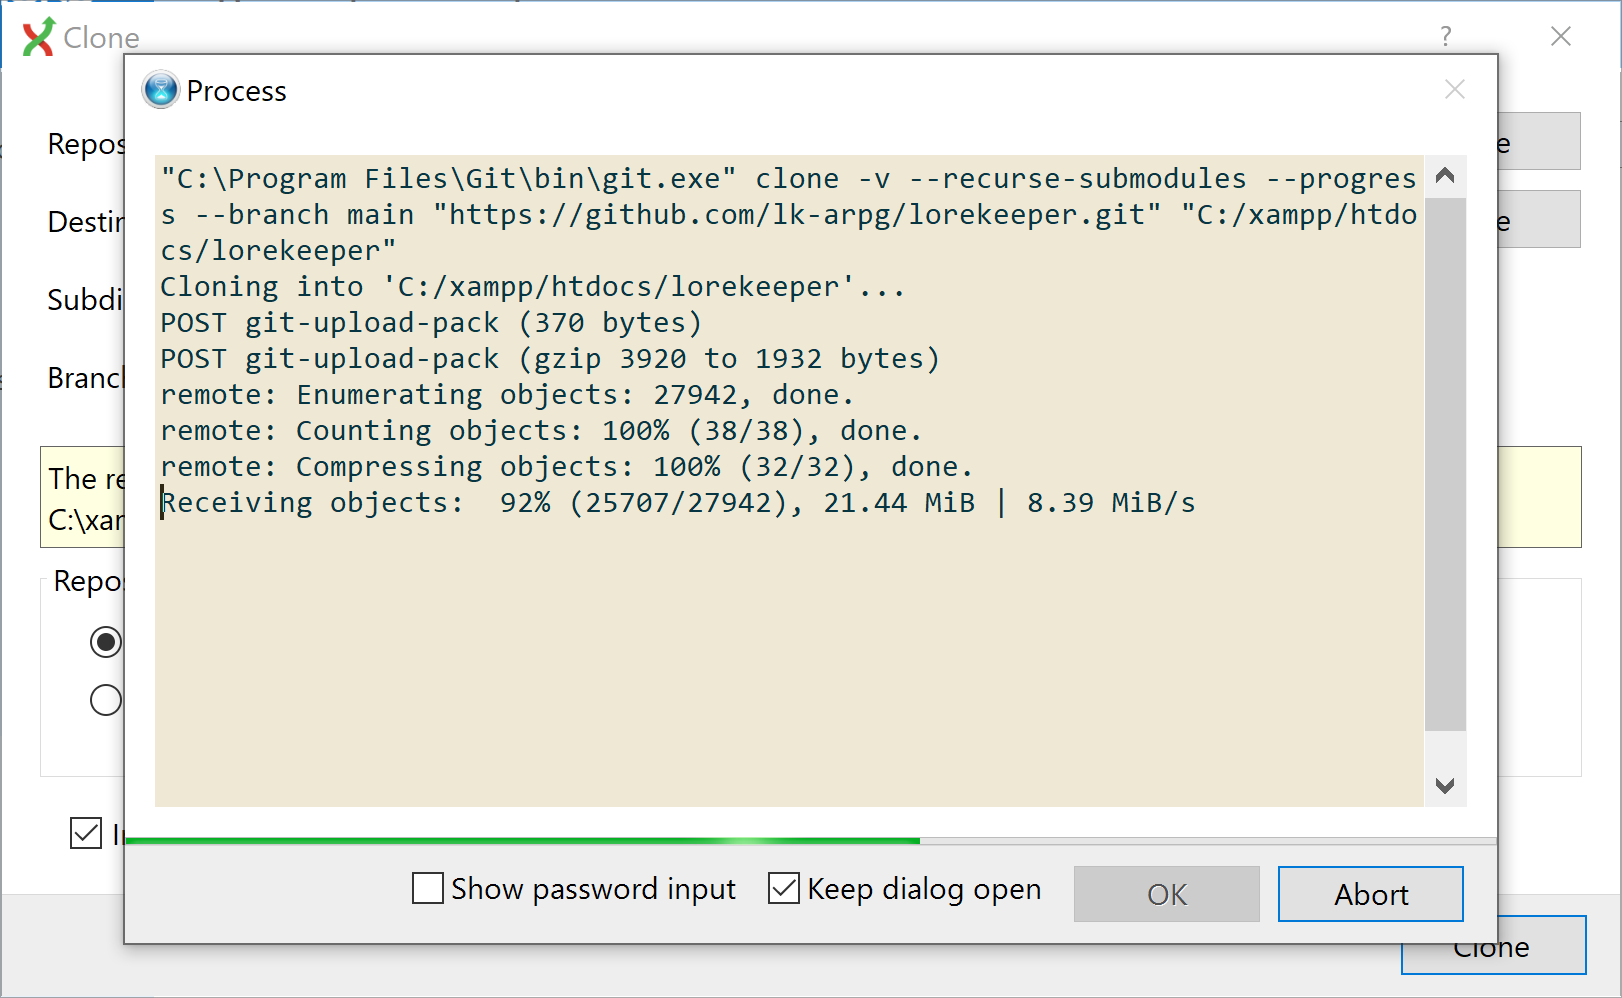 Clone
?
Process
Repos
e
"C:\Program Files\Git\bin\git.exe" clone -v --recurse-submodules --progres
s --branch main "https://github.com/lk-arpg/lorekeeper.git" "C:/xampp/htdo
cs/lorekeeper"
Cloning into 'C:/xampp/htdocs/lorekeeper'...
POST git-upload-pack (370 bytes)
POST git-upload-pack (gzip 3920 to 1932 bytes)
remote: Enumerating objects: 27942, done.
remote: Counting objects: 100% (38/38), done.
remote: Compressing objects: 100% (32/32), done.
Receiving objects:  92% (25707/27942), 21.44 MiB | 8.39 MiB/s
Destin
e
Subdi
Branch
The re
C:\xar
Repos
Show password input
Keep dialog open
OK
Abort
Clone